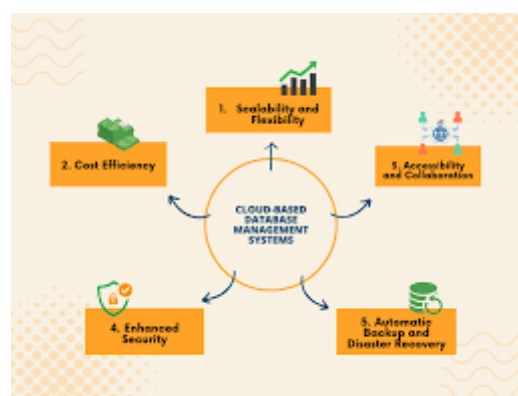 1. Scalability and
Flexibility
2. Cost Efficiency
3. Accessibility
and Collaboration
CLOUD-BASED
DATABASE
MANAGEMENT
SYSTEMS
4. Enhanced
Security
5. Automatic
Backup and
Disaster Recovery